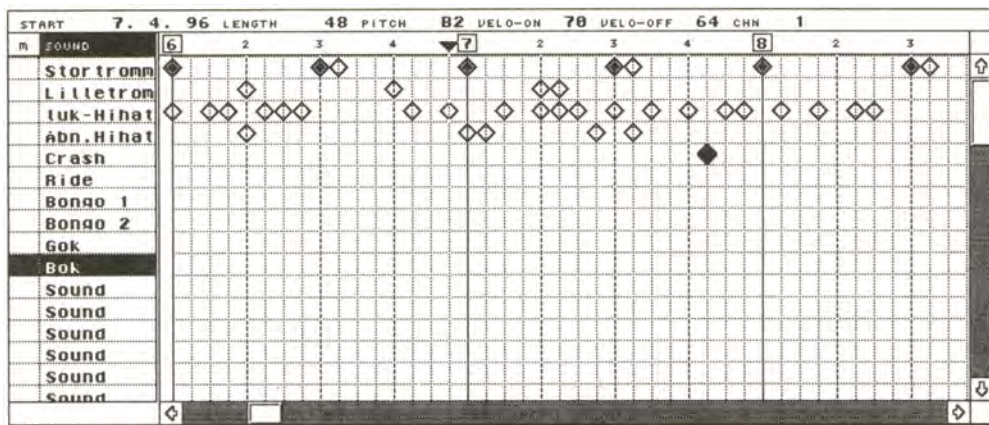 START 7. 4. 96 LENGTH 48 PITCH B2 VELO-ON 70 VELO-OFF 64 CHN 1
m SOUND 6 2 3 4 7 2 3 4 8 2 3
Stortromm
Lilletrom
luk-Hihat
Abn.Hihat
Crash
Ride
Bongo 1
Bongo 2
Gok
Bok
Sound
Sound
Sound
Sound
Sound
Sound